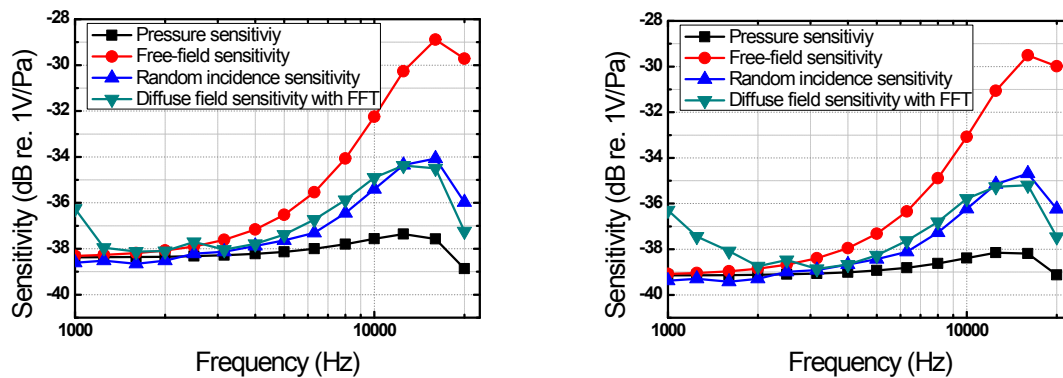 -28
-30
-32
-34
-36
-38
-40
Sensitivity (dB re. 1V/Pa)
Pressure sensitiviy
Free-field sensitivity
Random incidence sensitivity
Diffuse field sensitivity with FFT
1000
10000
Frequency (Hz)
-28
-30
-32
-34
-36
-38
-40
Sensitivity (dB re. 1V/Pa)
Pressure sensitiviy
Free-field sensitivity
Random incidence sensitivity
Diffuse field sensitivity with FFT
1000
10000
Frequency (Hz)